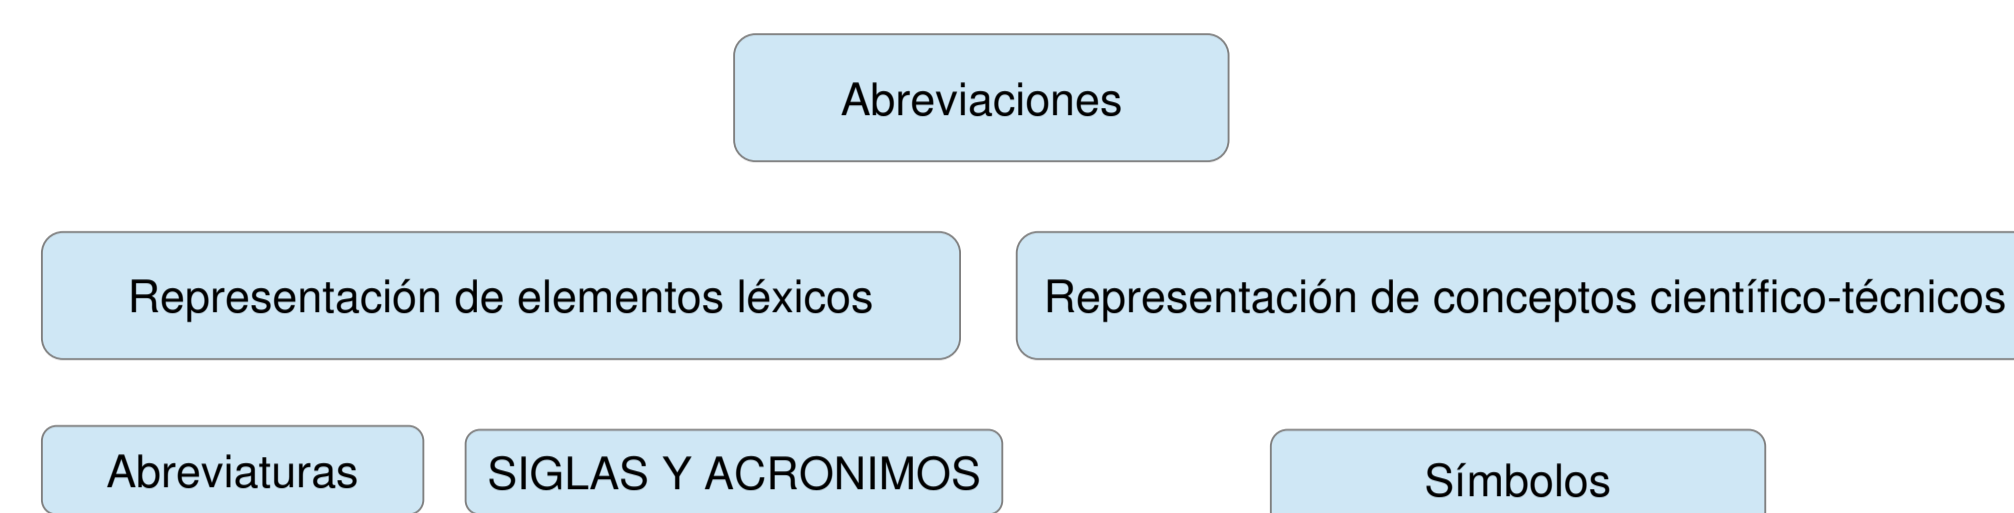 Abreviaciones
Representación de elementos léxicos
Representación de conceptos científico-técnicos
Abreviaturas
SIGLAS Y ACRONIMOS
Símbolos